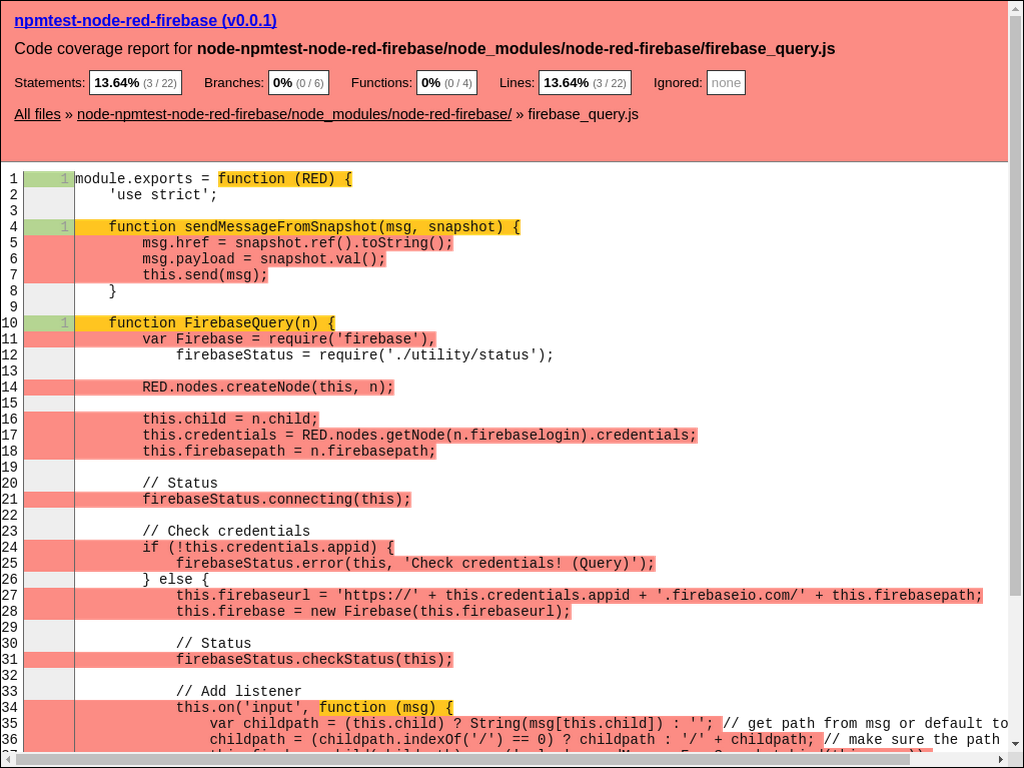 npmtest-node-red-firebase (v0.0.1)
Code coverage report for node-npmtest-node-red-firebase/node_modules/node-red-firebase/firebase_query.js
Statements: 13.64% (3 / 22) Branches: 0% (0 / 6) Functions: 0% (0 / 4) Lines: 13.64% (3 / 22) Ignored: none
All files » node-npmtest-node-red-firebase/node_modules/node-red-firebase/ » firebase_query.js
1 1 module.exports = function (RED) {
2 'use strict';
3
4 1 function sendMessageFromSnapshot(msg, snapshot) {
5 msg.href = snapshot.ref().toString();
6 msg.payload = snapshot.val();
7 this.send(msg);
8 }
9
10 1 function FirebaseQuery(n) {
11 var Firebase = require('firebase'),
12 firebaseStatus = require('./utility/status');
13
14 RED.nodes.createNode(this, n);
15
16 this.child = n.child;
17 this.credentials = RED.nodes.getNode(n.firebaselogin).credentials;
18 this.firebasepath = n.firebasepath;
19
20 // Status
21 firebaseStatus.connecting(this);
22
23 // Check credentials
24 if (!this.credentials.appid) {
25 firebaseStatus.error(this, 'Check credentials! (Query)');
26 } else {
27 this.firebaseurl = 'https://' + this.credentials.appid + '.firebaseio.com/' + this.firebasepath;
28 this.firebase = new Firebase(this.firebaseurl);
29
30 // Status
31 firebaseStatus.checkStatus(this);
32
33 // Add listener
34 this.on('input', function (msg) {
35 var childpath = (this.child) ? String(msg[this.child]) : ''; // get path from msg or default to
36 childpath = (childpath.indexOf('/') == 0) ? childpath : '/' + childpath; // make sure the path